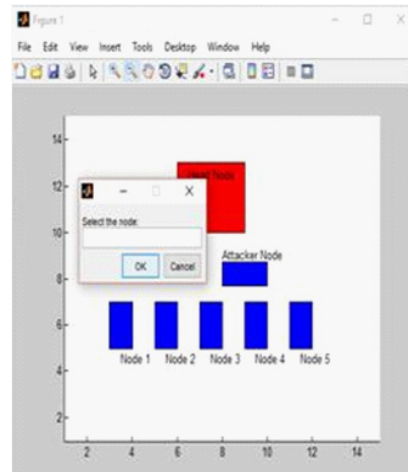 Figure 1
File Edit View Insert Tools Desktop Window Help
14
12
10
8
6
4
2
Head Node
Select the node:
OK Cancel
Attacker Node
Node 1 Node 2 Node 3 Node 4 Node 5
2 4 6 8 10 12 14